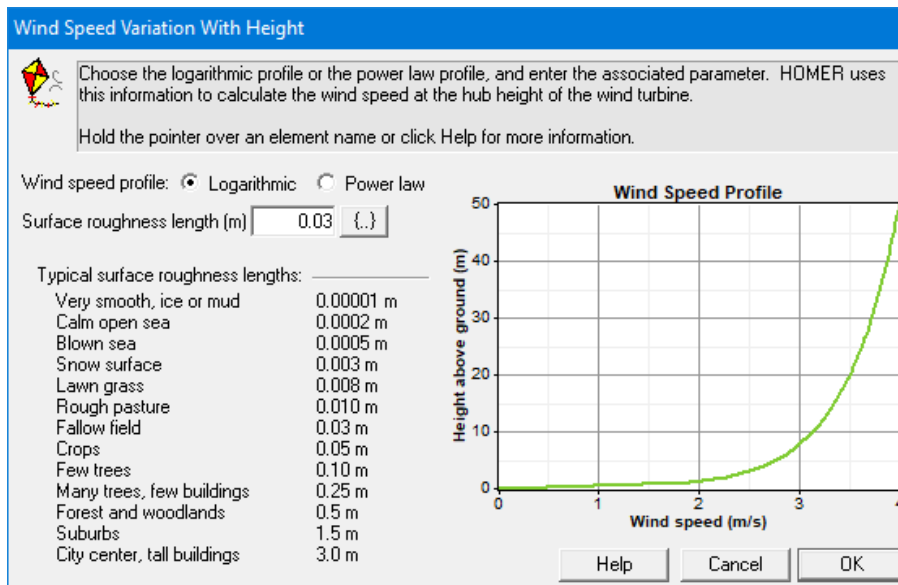 Wind Speed Variation With Height
Choose the logarithmic profile or the power law profile, and enter the associated parameter. HOMER uses
this information to calculate the wind speed at the hub height of the wind turbine.
Hold the pointer over an element name or click Help for more information.
Wind speed profile: Logarithmic Power law
Surface roughness length (m) 0.03 {..}
Typical surface roughness lengths:
Very smooth, ice or mud 0.00001 m
Calm open sea 0.0002 m
Blown sea 0.0005 m
Snow surface 0.003 m
Lawn grass 0.008 m
Rough pasture 0.010 m
Fallow field 0.03 m
Crops 0.05 m
Few trees 0.10 m
Many trees, few buildings 0.25 m
Forest and woodlands 0.5 m
Suburbs 1.5 m
City center, tall buildings 3.0 m
Wind Speed Profile
Height above ground (m)
50
40
30
20
10
0
0 1 2 3 4
Wind speed (m/s)
Help Cancel OK